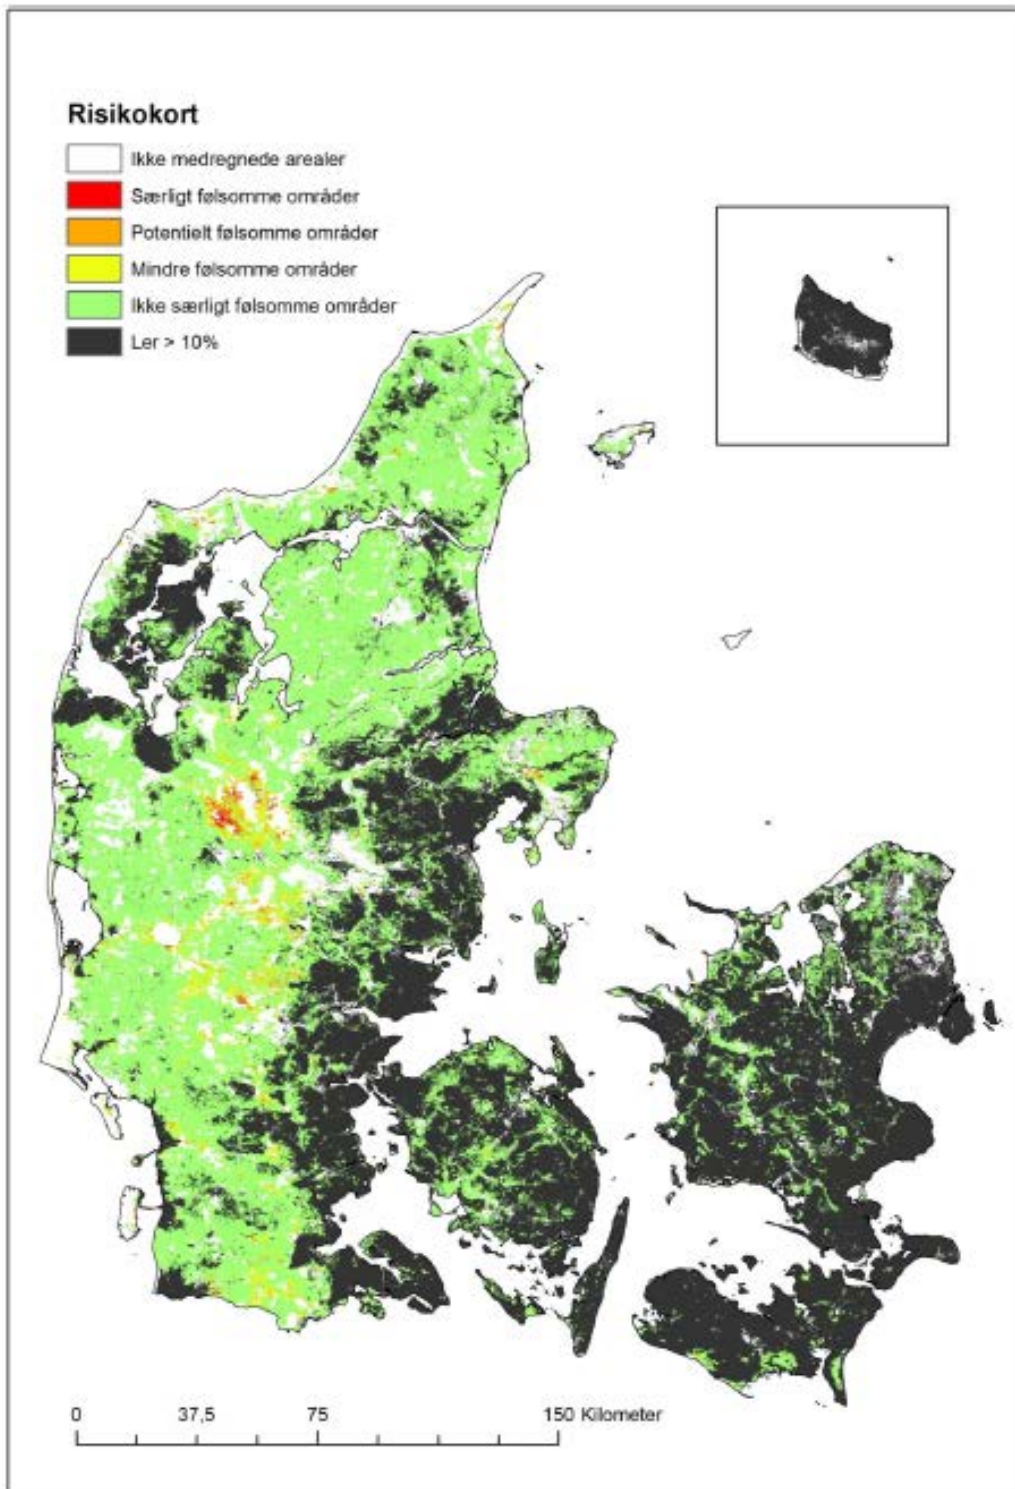 Risikokort
Ikke medregnede arealer
Særligt følsomme områder
Potentielt følsomme områder
Mindre følsomme områder
Ikke særligt følsomme områder
Ler > 10%
0 37,5 75 150 Kilometer